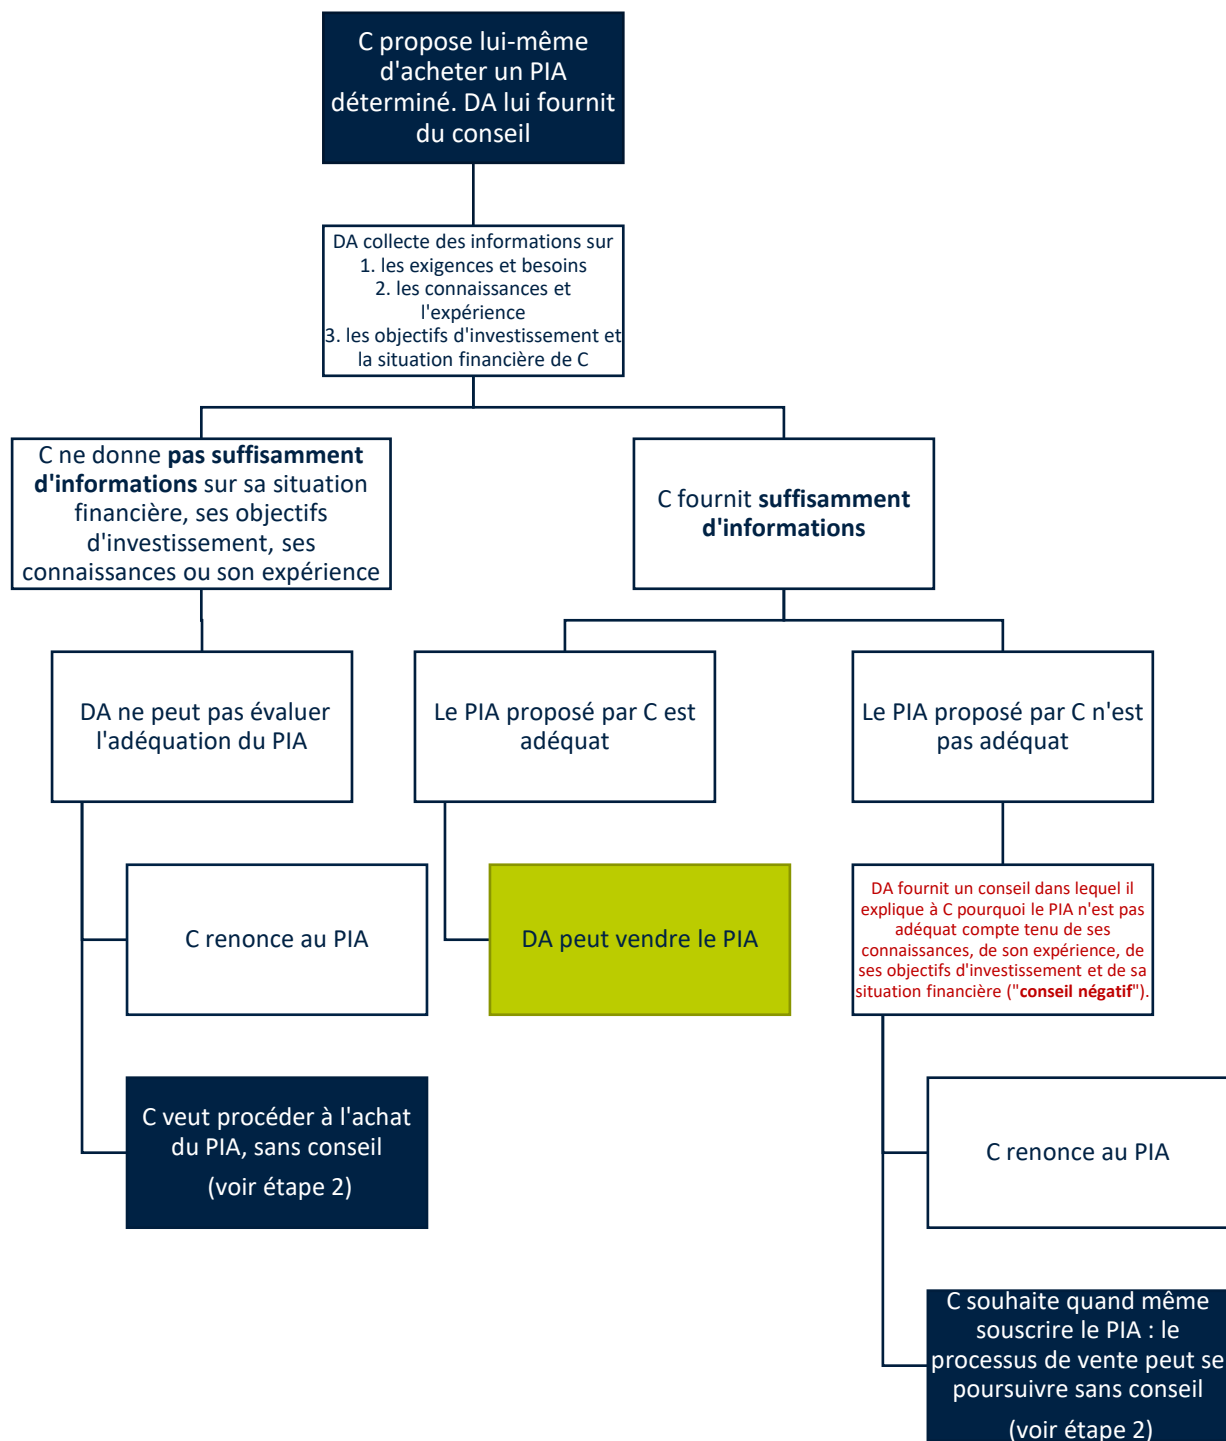 C propose lui-même
d'acheter un PIA
déterminé. DA lui fournit
du conseil
DA collecte des informations sur
1. les exigences et besoins
2. les connaissances et
l'expérience
3. les objectifs d'investissement et
la situation financière de C
C ne donne pas suffisamment
d'informations sur sa situation
financière, ses objectifs
d'investissement, ses
connaissances ou son expérience
C fournit suffisamment
d'informations
DA ne peut pas évaluer
l'adéquation du PIA
Le PIA proposé par C est
adéquat
Le PIA proposé par C n'est
pas adéquat
C renonce au PIA
DA peut vendre le PIA
DA fournit un conseil dans lequel il
explique à C pourquoi le PIA n'est pas
adéquat compte tenu de ses
connaissances, de son expérience, de
ses objectifs d'investissement et de sa
situation financière ("conseil négatif").
C veut procéder à l'achat
du PIA, sans conseil
(voir étape 2)
C renonce au PIA
C souhaite quand même
souscrire le PIA : le
processus de vente peut se
poursuivre sans conseil
(voir étape 2)